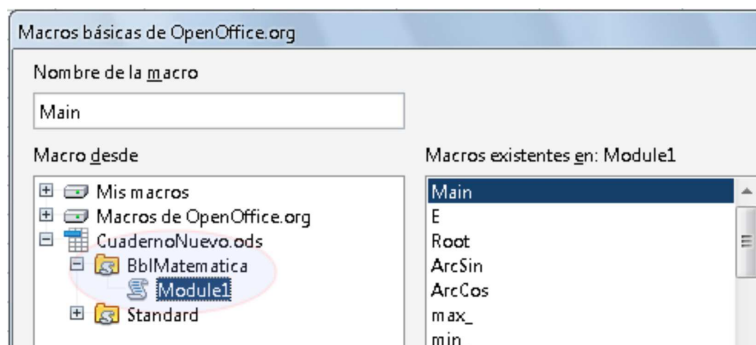 Macros básicas de OpenOffice.org
Nombre de la macro
Main
Macro desde
Mis macros
Macros de OpenOffice.org
CuadernoNuevo.ods
BblMatematica
Module1
Standard
Macros existentes en: Module1
Main
E
Root
ArcSin
ArcCos
max_
min